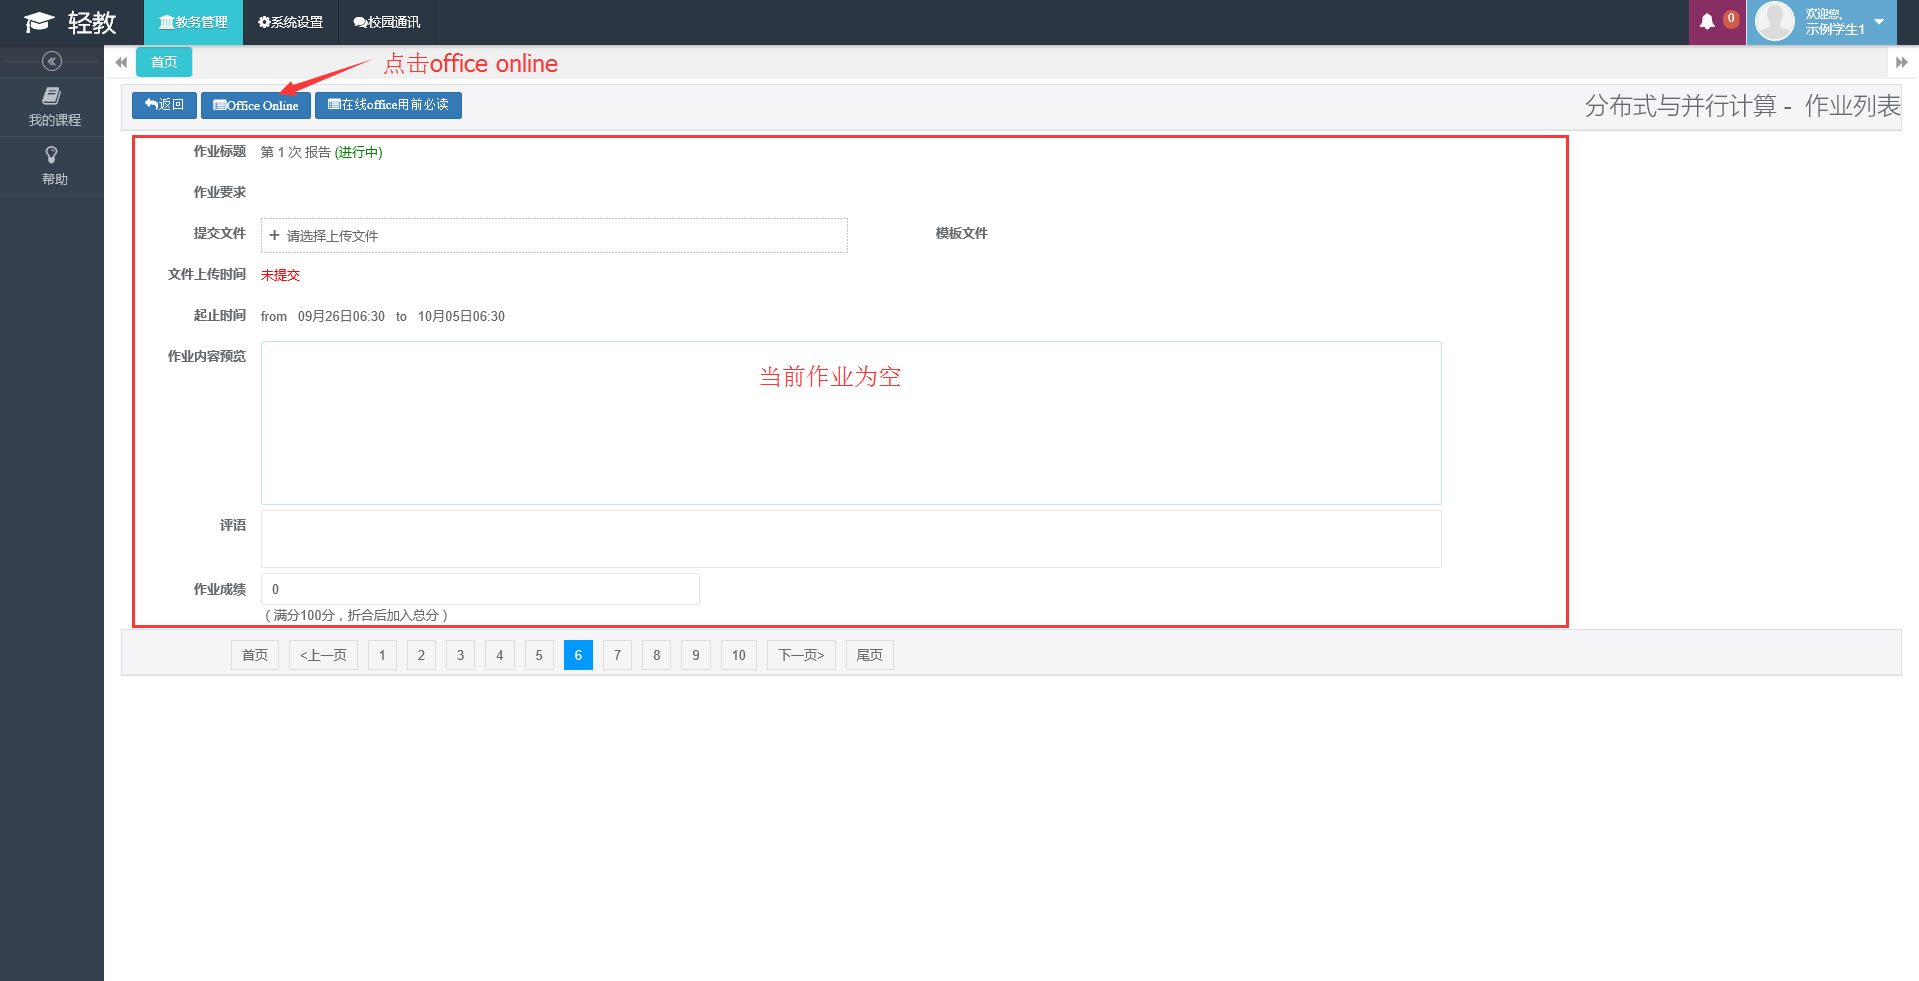 轻教
教务管理 系统设置 校园通讯
0
欢迎您,
示例学生1
首页
点击office online
我的课程
帮助
返回 Office Online 在线office用前必读
分布式与并行计算 - 作业列表
作业标题 第 1 次 报告 (进行中)
作业要求
提交文件 + 请选择上传文件 模板文件
文件上传时间 未提交
起止时间 from 09月26日06:30 to 10月05日06:30
作业内容预览
当前作业为空
评语
作业成绩 0
(满分100分，折合后加入总分)
首页 <上一页 1 2 3 4 5 6 7 8 9 10 下一页> 尾页